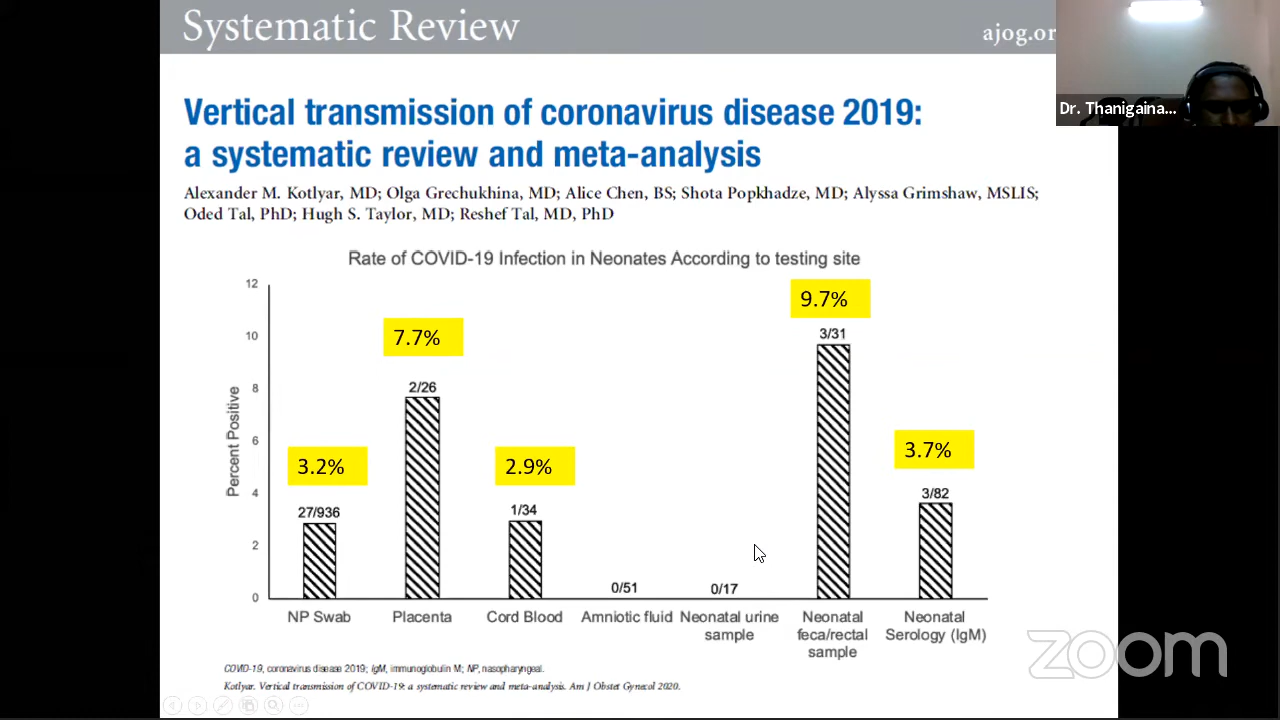 Systematic Review
ajog.or
Dr. Thanigaina...
Vertical transmission of coronavirus disease 2019:
a systematic review and meta-analysis
Alexander M. Kotlyar, MD; Olga Grechukhina, MD; Alice Chen, BS; Shota Popkhadze, MD; Alyssa Grimshaw, MSLIS;
Oded Tal, PhD; Hugh S. Taylor, MD; Reshef Tal, MD, PhD
Rate of COVID-19 Infection in Neonates According to testing site
Percent Positive
12
10
8
6
4
2
0
3.2%
27/936
7.7%
2/26
2.9%
1/34
0/51
0/17
9.7%
3/31
3.7%
3/82
NP Swab
Placenta
Cord Blood
Amniotic fluid
Neonatal urine
sample
Neonatal
feca/rectal
sample
Neonatal
Serology (IgM)
COVID-19, coronavirus disease 2019; IgM, immunoglobulin M; NP, nasopharyngeal.
Kotlyar. Vertical transmission of COVID-19: a systematic review and meta-analysis. Am J Obstet Gynecol 2020.
zoom